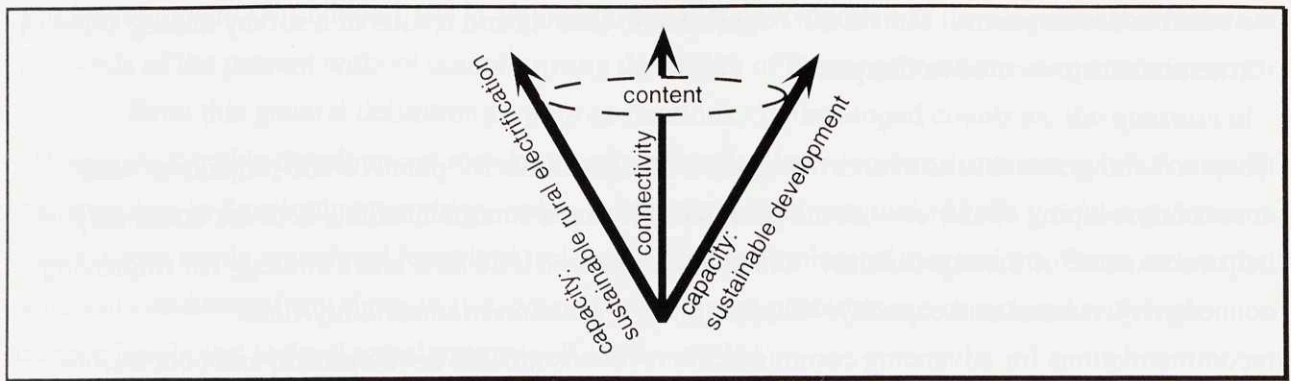 content
connectivity
capacity:
sustainable rural electrification
capacity:
sustainable development